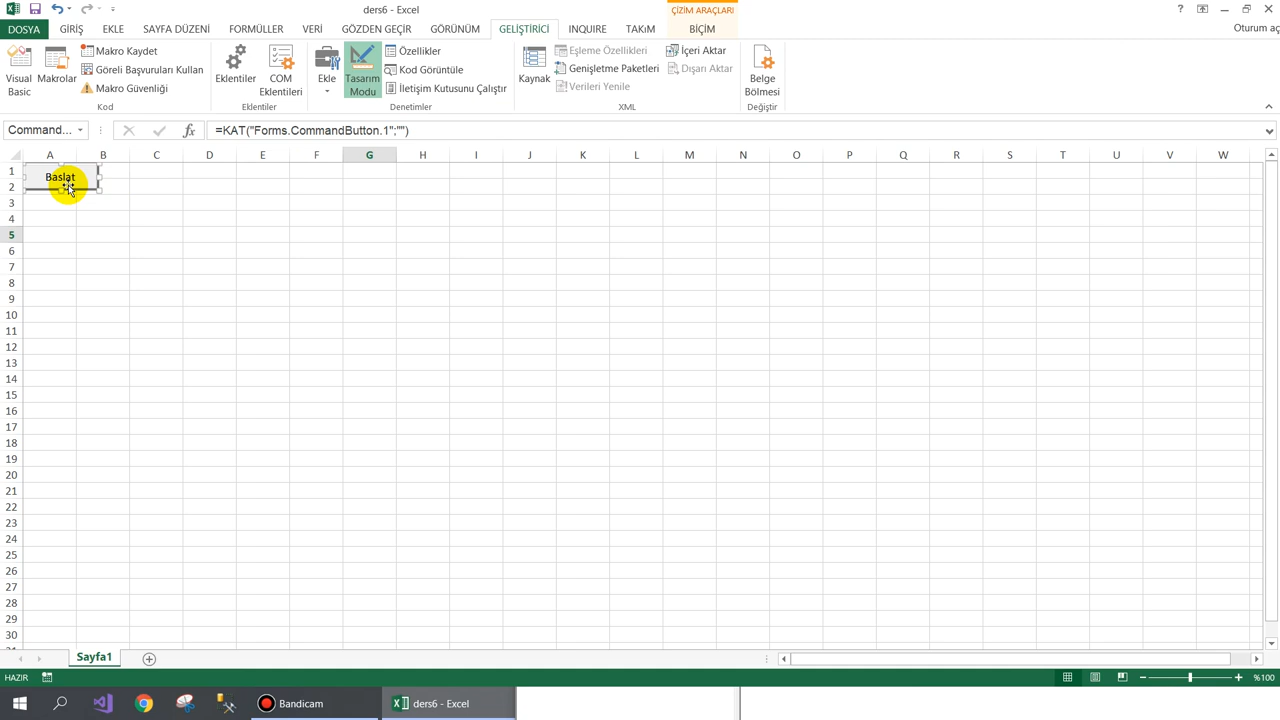 ders6 - Excel
ÇİZİM ARAÇLARI
?
DOSYA GİRİŞ EKLE SAYFA DÜZENİ FORMÜLLER VERİ GÖZDEN GEÇİR GÖRÜNÜM GELİŞTİRİCİ INQUIRE TAKıM BİÇİM
Oturum aç
Visual Basic
Makrolar
Makro Kaydet
Göreli Başvuruları Kullan
Makro Güvenliği
Kod
Eklentiler
COM Eklentileri
Eklentiler
Ekle
Tasarım Modu
Özellikler
Kod Görüntüle
İletişim Kutusunu Çalıştır
Denetimler
Kaynak
Eşleme Özellikleri
Genişletme Paketleri
Verileri Yenile
İçeri Aktar
Dışarı Aktar
XML
Belge Bölmesi
Değiştir
Command...
fx
=KAT("Forms.CommandButton.1";"")
A B C D E F G H I J K L M N O P Q R S T U V W
1
Baslat
2
3
4
5
6
7
8
9
10
11
12
13
14
15
16
17
18
19
20
21
22
23
24
25
26
27
28
29
30
Sayfa1
HAZIR
%100
Bandicam
ders6 - Excel